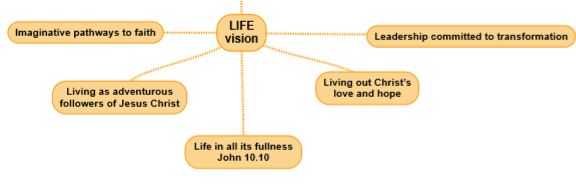 LIFE
vision
Imaginative pathways to faith
Leadership committed to transformation
Living as adventurous
followers of Jesus Christ
Living out Christ's
love and hope
Life in all its fullness
John 10.10